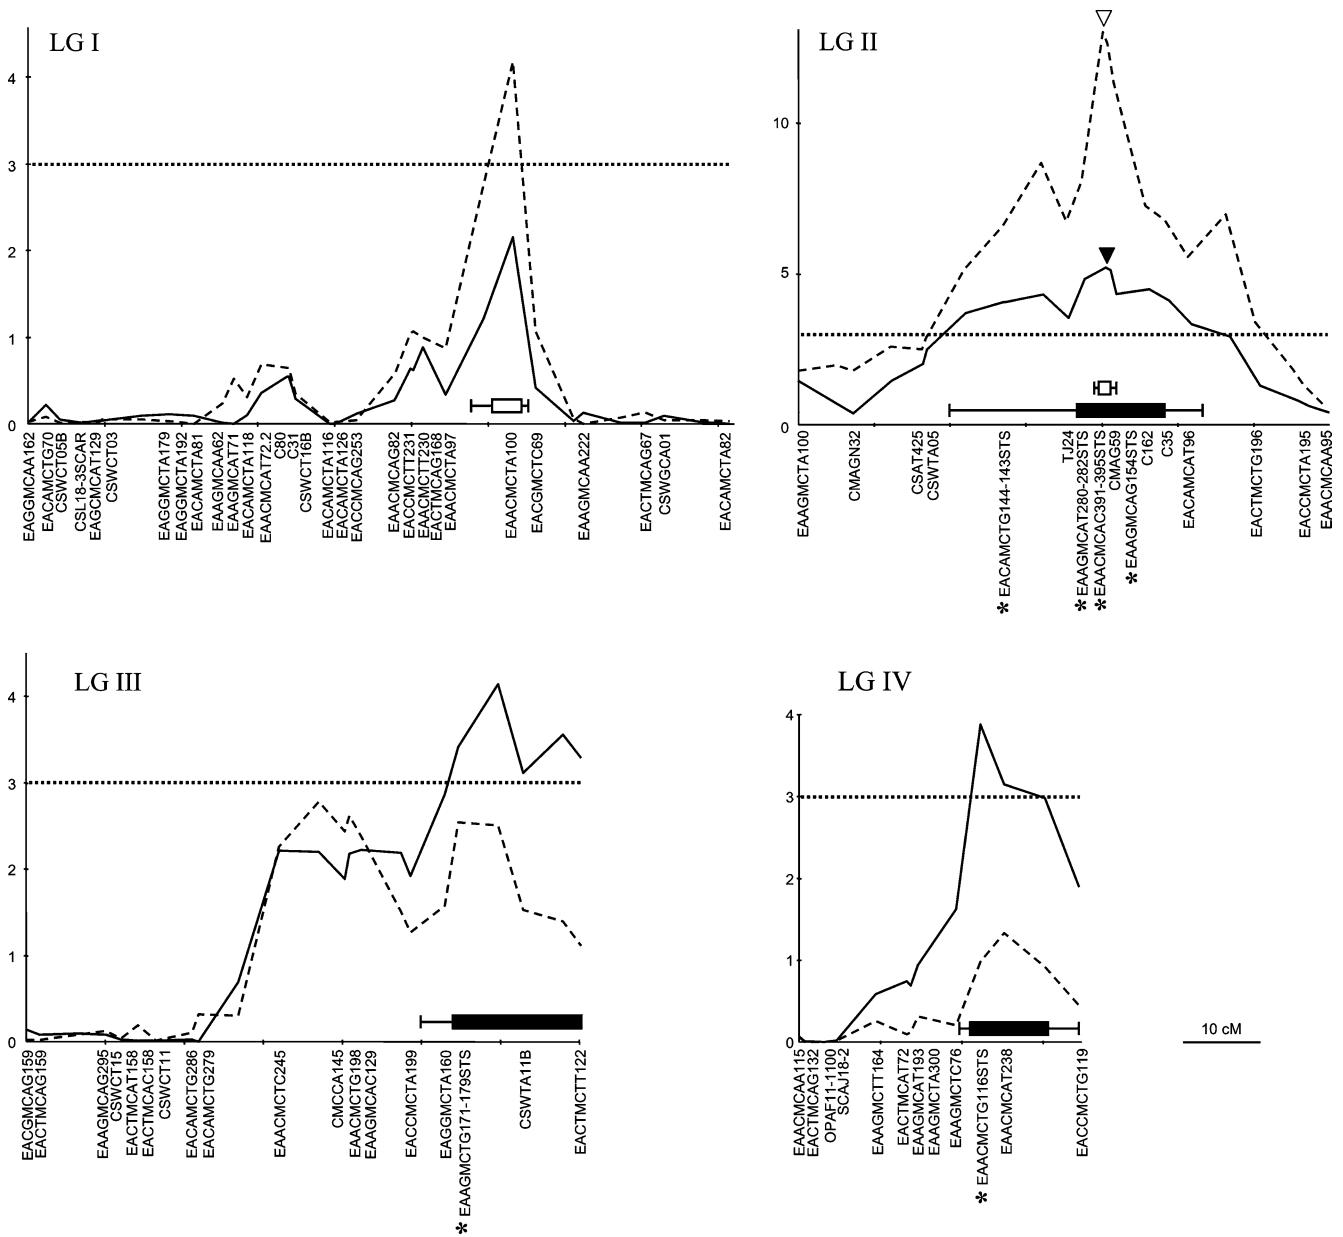 LG I
4
3
2
1
0
EAGGMCAA162
EACAMCTG70
CSWCT05B
CSL18-3SCAR
EAGCMCAT129
CSWCT03
EAGGMCTA179
EAGGMCTA192
EACAMCTA81
EAAGMCAA62
EAAGMCAT71
EACAMCTA118
EAACMCAT72.2
C80
C31
CSWCT16B
EACAMCTA116
EACAMCTA126
EACCMCAG253
EAACMCAG82
EACCMCTT231
EAACMCTT230
EACTMCAG168
EAACMCTA97
EAACMCTA100
EACGMCTC69
EAAGMCAA222
EACTMCAG67
CSWGCA01
EACAMCTA82
LG II
10
5
0
EAAGMCTA100
CMAGN32
CSAT425
CSWTA05
* EACAMCTG144-143STS
TJ24
* EAAGMCAT280-282STS
* EAACMCAC391-395STS
CMAG59
* EAAGMCAG154STS
C162
C35
EACAMCAT96
EACTMCTG196
EACCMCTA195
EAACMCAA95
LG III
4
3
2
1
0
EACGMCAG159
EACTMCAG159
EAAGMCAG295
CSWCT15
EACTMCAT158
EACTMCAC158
CSWCT11
EACAMCTG286
EACAMCTG279
EAACMCTC245
CMCCA145
EAACMCTG198
EAAGMCAC129
EACCMCTA199
EAGGMCTA160
* EAAGMCTG171-179STS
CSWTA11B
EACTMCTT122
LG IV
4
3
2
1
0
EAACMCAA115
EACTMCAG132
OPAF11-1100
SCAJ18-2
EAAGMCTT164
EACTMCAT72
EAAGMCAT193
EAAGMCTA300
EAAGMCTC76
* EAACMCTG116STS
EAACMCAT238
EACCMCTG119
10 cM